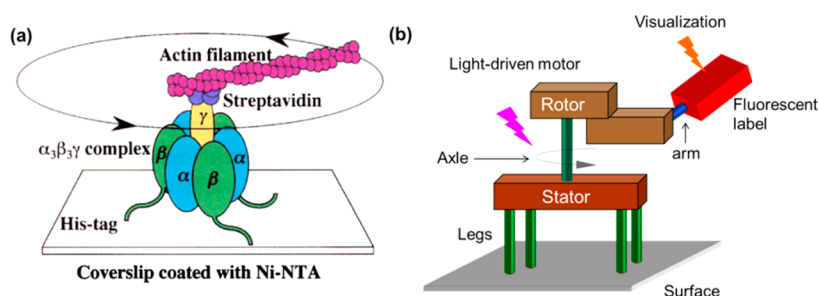 (a)
Actin filament
Streptavidin
γ
α3β3γ complex
β
α
β
α
His-tag
Coverslip coated with Ni-NTA
(b)
Visualization
Light-driven motor
Rotor
Fluorescent
label
arm
Axle
Stator
Legs
Surface